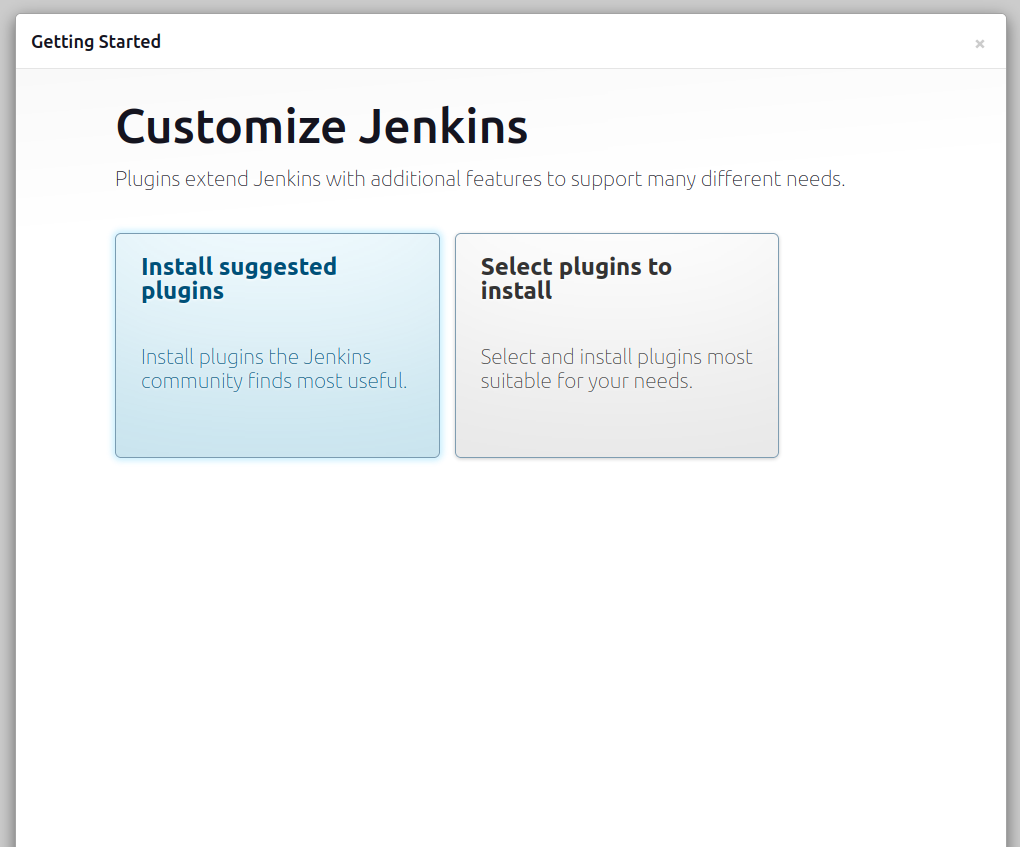 Getting Started
×
Customize Jenkins
Plugins extend Jenkins with additional features to support many different needs.
Install suggested
plugins
Install plugins the Jenkins
community finds most useful.
Select plugins to
install
Select and install plugins most
suitable for your needs.